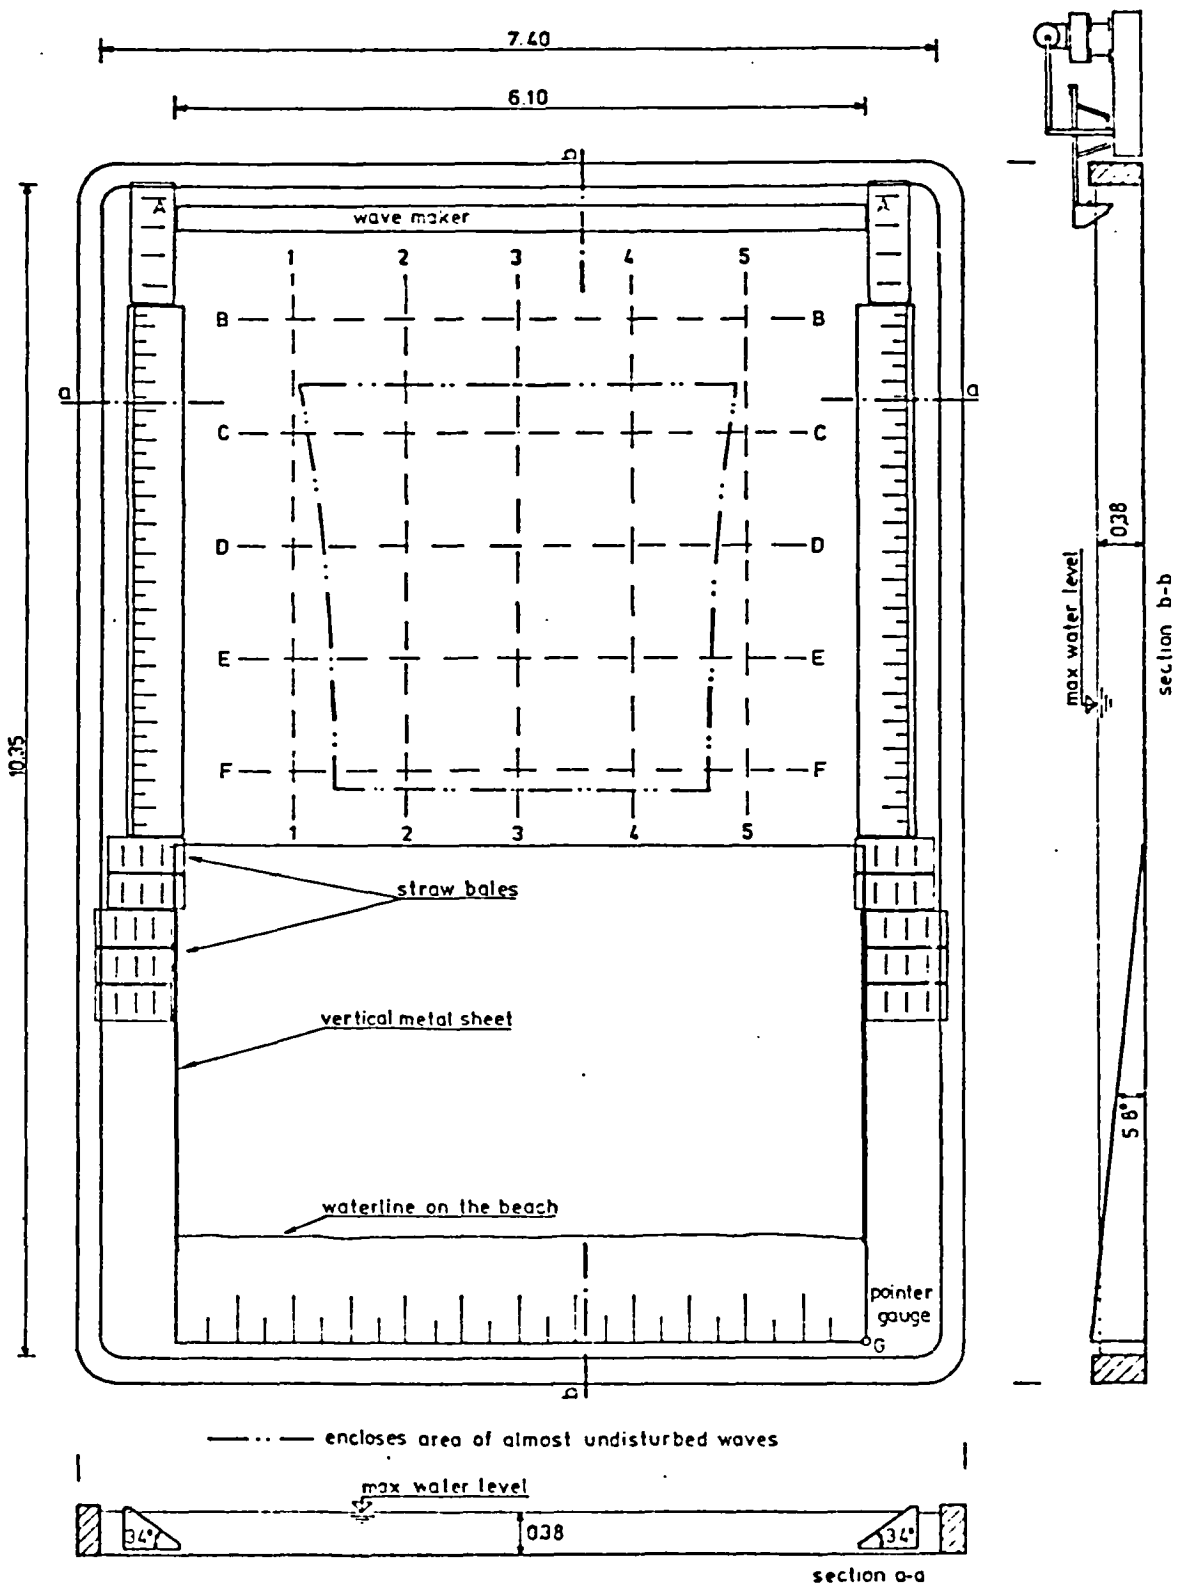 7.40
6.10
b
A
wave maker
A
1 2 3 4 5
B B
a a
C C
D D
0.38
max water level
section b-b
E E
10.35
F F
1 2 3 4 5
straw bales
vertical metal sheet
5.8°
waterline on the beach
pointer
gauge
G
b
encloses area of almost undisturbed waves
max water level
34° 0.38 34°
section a-a